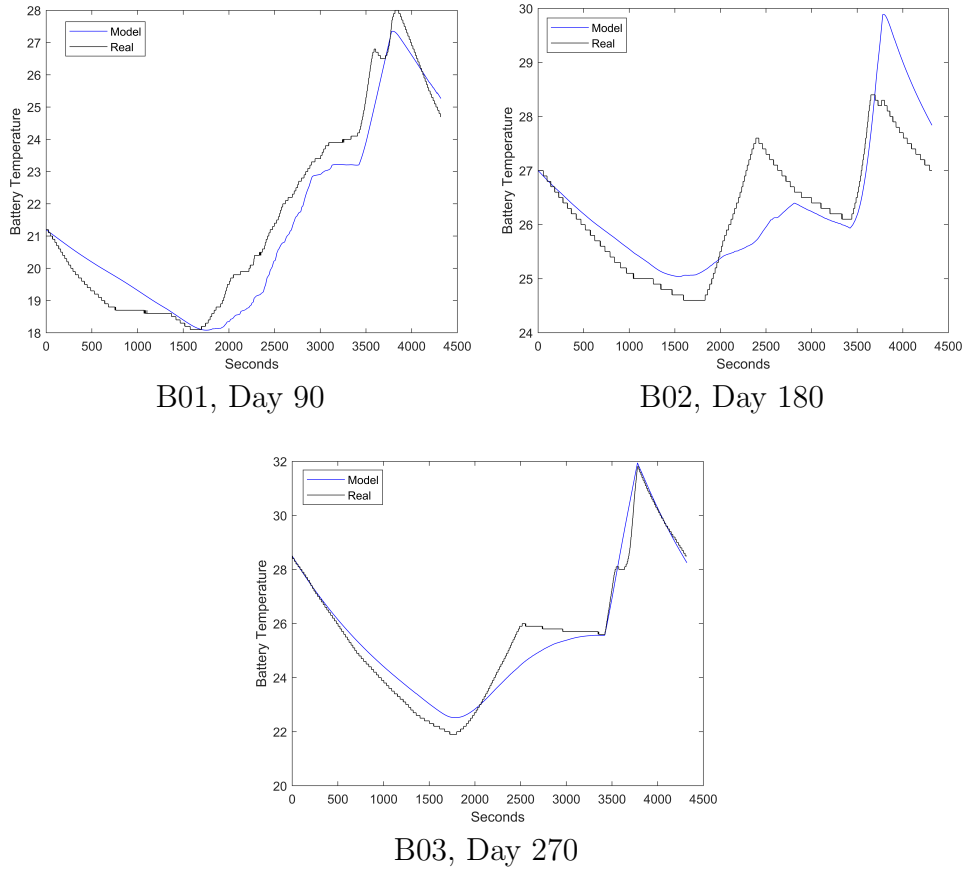 28
27
26
25
24
23
22
21
20
19
18
Battery Temperature
Model
Real
0 500 1000 1500 2000 2500 3000 3500 4000 4500
Seconds
B01, Day 90
30
29
28
27
26
25
24
Battery Temperature
Model
Real
0 500 1000 1500 2000 2500 3000 3500 4000 4500
Seconds
B02, Day 180
32
30
28
26
24
22
20
Battery Temperature
Model
Real
0 500 1000 1500 2000 2500 3000 3500 4000 4500
Seconds
B03, Day 270